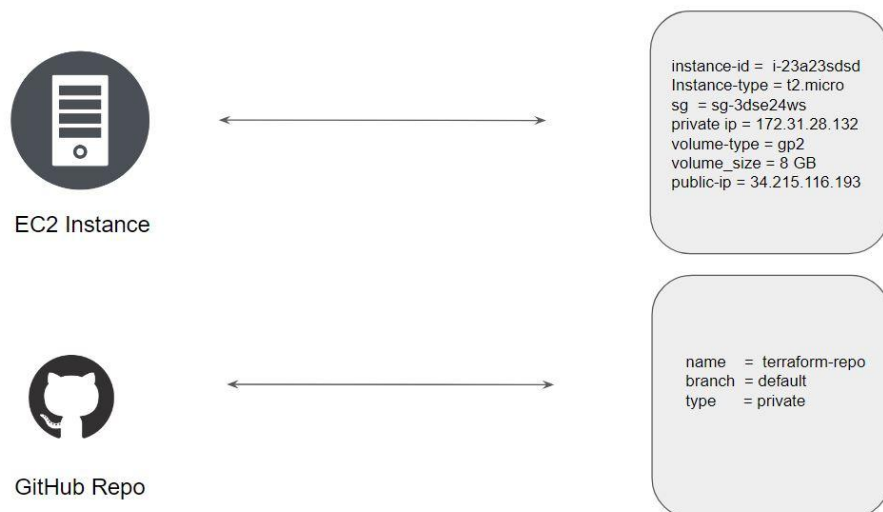 instance-id = i-23a23sdsd
Instance-type = t2.micro
sg = sg-3dse24ws
private ip = 172.31.28.132
volume-type = gp2
volume_size = 8 GB
public-ip = 34.215.116.193
EC2 Instance
name = terraform-repo
branch = default
type = private
GitHub Repo